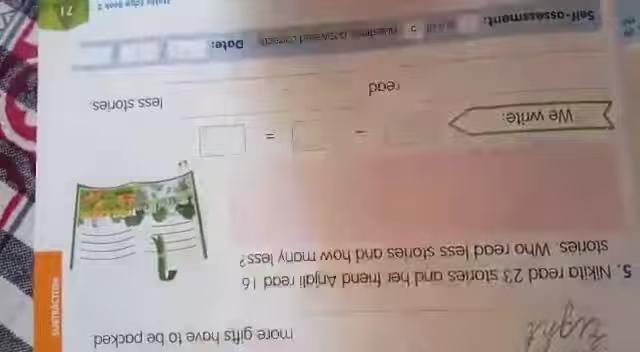 more gifts have to be packed
SUBTRACTION
5. Nikita read 23 stories and her friend Anjali read 16
stories. Who read less stories and how many less?
We write:
- =
read less stories.
Self-assessment:
Date:
71